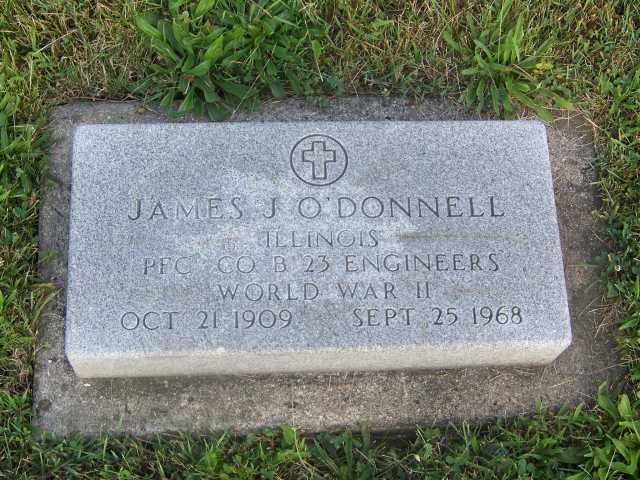 JAMES J O'DONNELL
ILLINOIS
PFC CO B 23 ENGINEERS
WORLD WAR II
OCT 21 1909 SEPT 25 1968